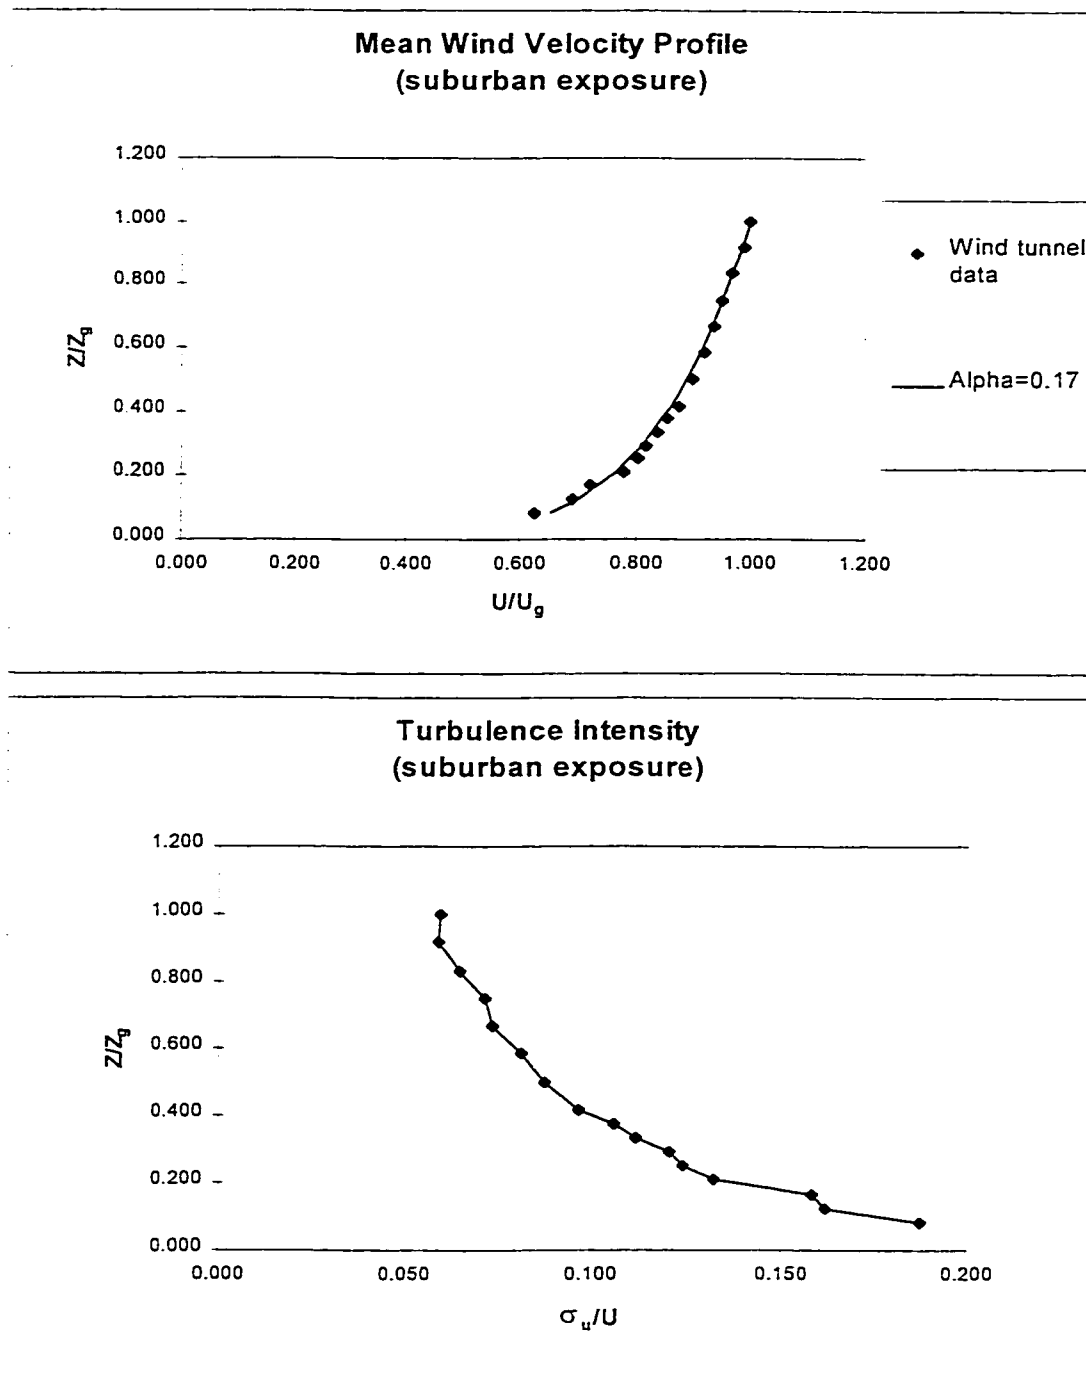 Mean Wind Velocity Profile
(suburban exposure)
1.200
1.000
0.800
0.600
0.400
0.200
0.000
Z/Zg
0.000 0.200 0.400 0.600 0.800 1.000 1.200
U/Ug
Wind tunnel
data
Alpha=0.17
Turbulence Intensity
(suburban exposure)
1.200
1.000
0.800
0.600
0.400
0.200
0.000
Z/Zg
0.000 0.050 0.100 0.150 0.200
σu/U